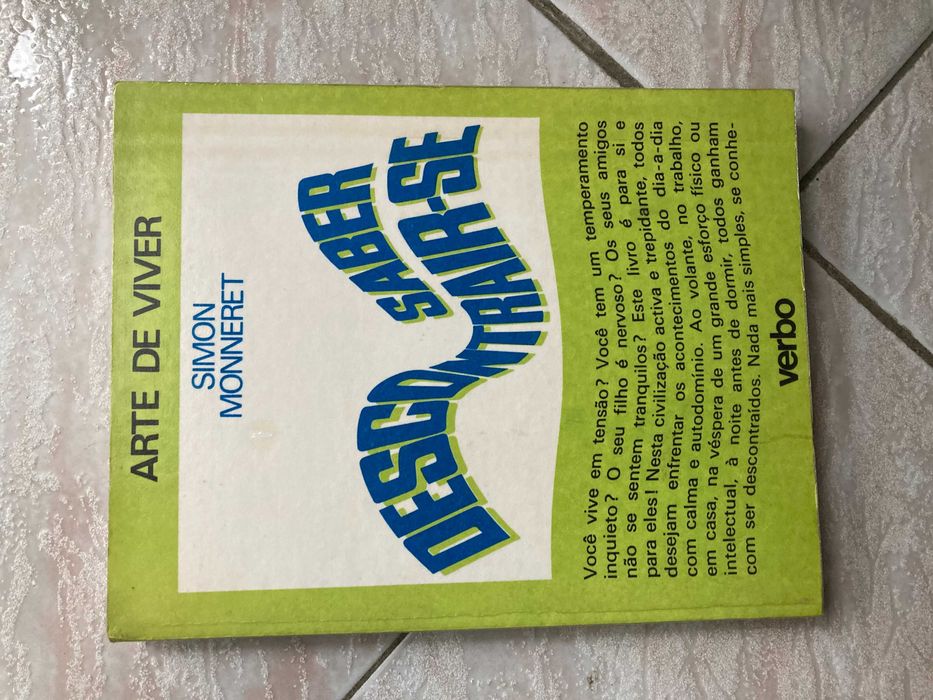 ARTE DE VIVER
SIMON
MONNERET
SABER
DESCONTRAIR-SE
Você vive em tensão? Você tem um temperamento
inquieto? O seu filho é nervoso? Os seus amigos
não se sentem tranquilos? Este livro é para si e
para eles! Nesta civilização activa e trepidante, todos
desejam enfrentar os acontecimentos do dia-a-dia
com calma e autodomínio. Ao volante, no trabalho,
em casa, na véspera de um grande esforço físico ou
intelectual, à noite antes de dormir, todos ganham
com ser descontraídos. Nada mais simples, se conhe-
verbo